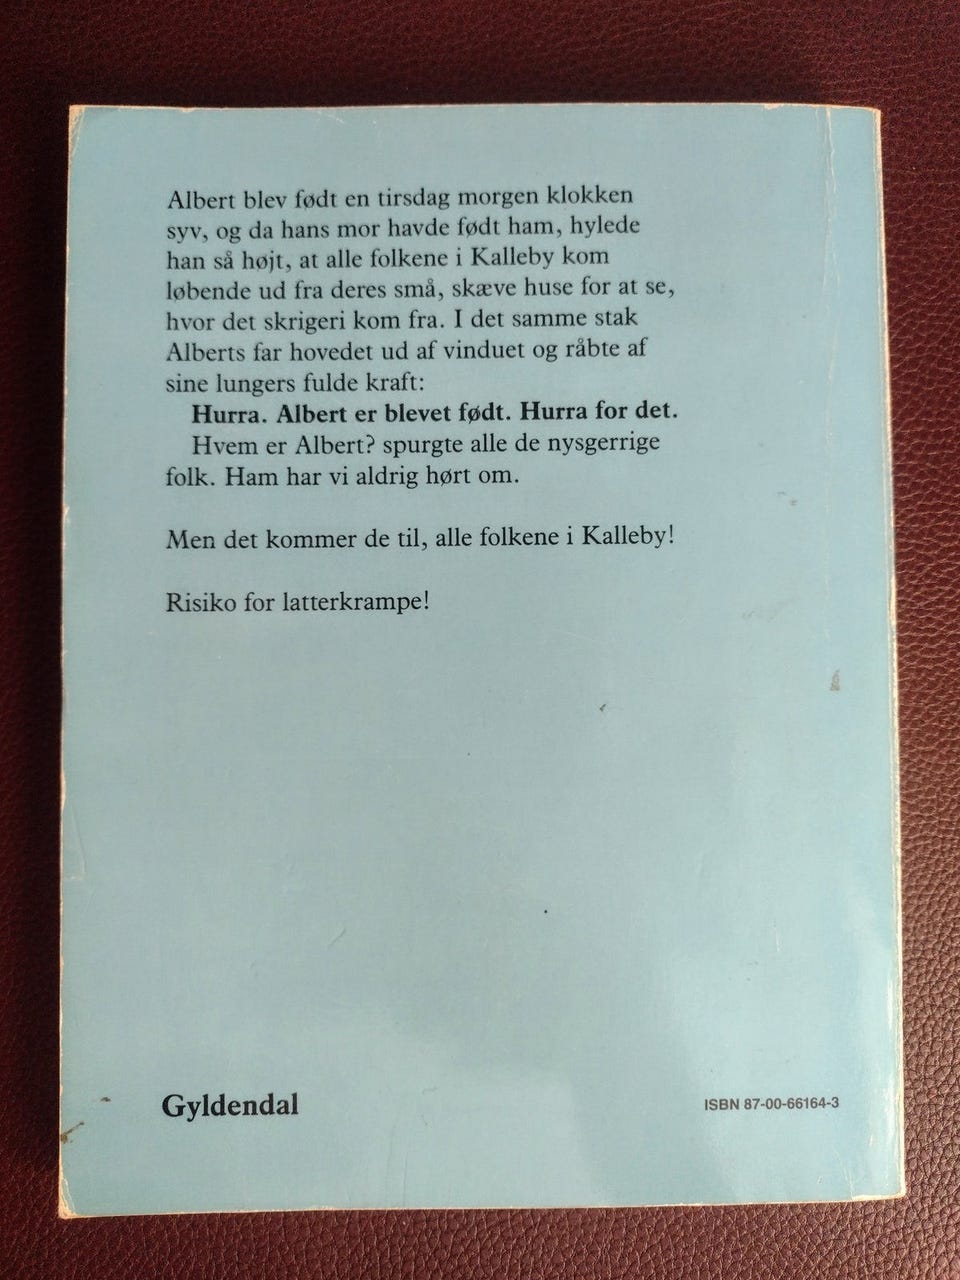 Albert blev født en tirsdag morgen klokken
syv, og da hans mor havde født ham, hylede
han så højt, at alle folkene i Kalleby kom
løbende ud fra deres små, skæve huse for at se,
hvor det skrigeri kom fra. I det samme stak
Alberts far hovedet ud af vinduet og råbte af
sine lungers fulde kraft:
Hurra. Albert er blevet født. Hurra for det.
Hvem er Albert? spurgte alle de nysgerrige
folk. Ham har vi aldrig hørt om.
Men det kommer de til, alle folkene i Kalleby!
Risiko for latterkrampe!
Gyldendal
ISBN 87-00-66164-3